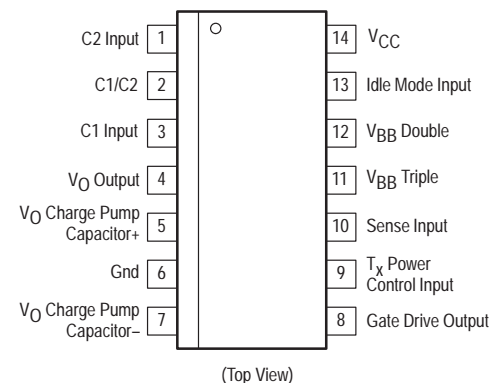 C2 Input 1
C1/C2 2
C1 Input 3
VO Output 4
VO Charge Pump
Capacitor+ 5
Gnd 6
VO Charge Pump
Capacitor– 7
14 VCC
13 Idle Mode Input
12 VBB Double
11 VBB Triple
10 Sense Input
9 Tx Power
Control Input
8 Gate Drive Output
(Top View)